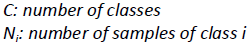 C: number of classes
Nᵢ: number of samples of class i